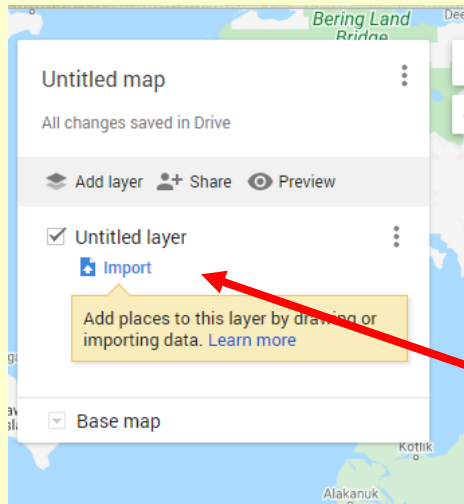 Bering Land
Bridge
Untitled map
All changes saved in Drive
Add layer Share Preview
Untitled layer
Import
Add places to this layer by drawing or
importing data. Learn more
Base map
Kotlik
Alakanuk